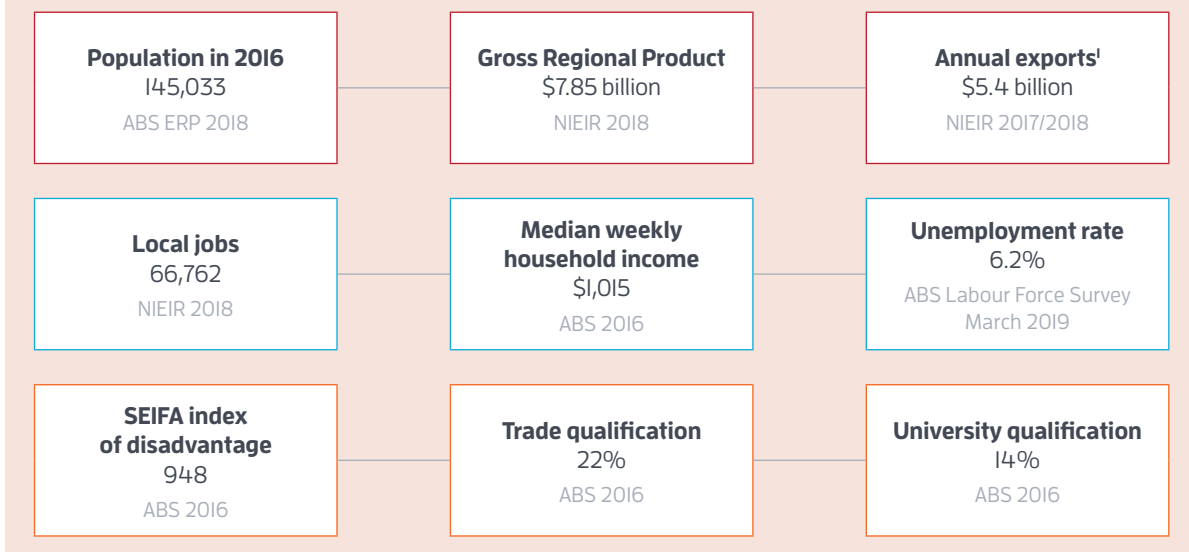 Population in 2016
145,033
ABS ERP 2018
Gross Regional Product
$7.85 billion
NIEIR 2018
Annual exports¹
$5.4 billion
NIEIR 2017/2018
Local jobs
66,762
NIEIR 2018
Median weekly
household income
$1,015
ABS 2016
Unemployment rate
6.2%
ABS Labour Force Survey
March 2019
SEIFA index
of disadvantage
948
ABS 2016
Trade qualification
22%
ABS 2016
University qualification
14%
ABS 2016